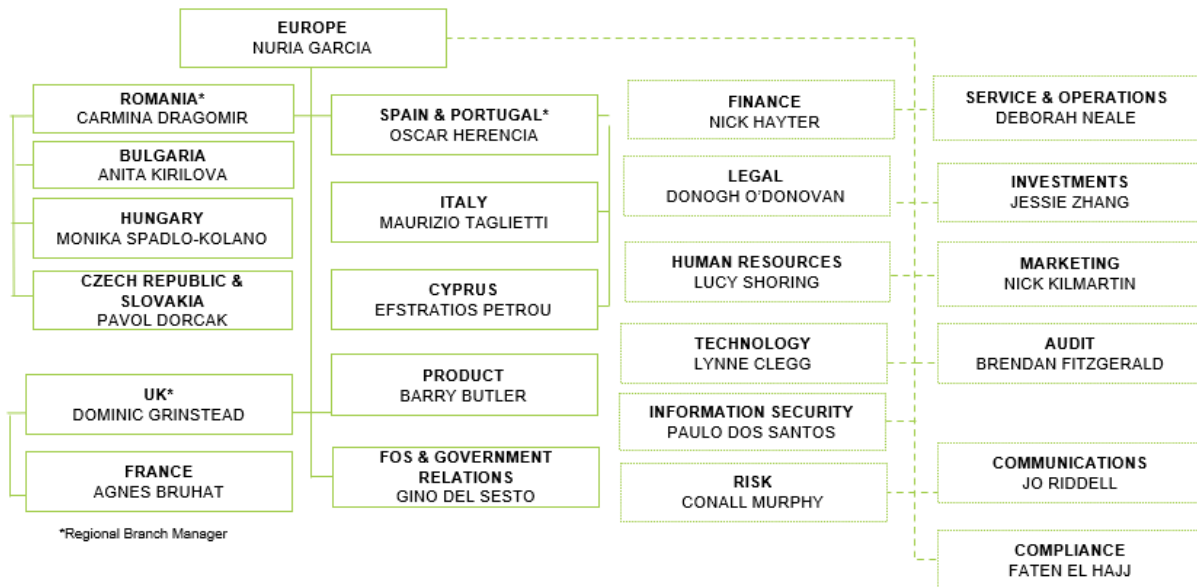 EUROPE
NURIA GARCIA
ROMANIA*
CARMINA DRAGOMIR
BULGARIA
ANITA KIRILOVA
HUNGARY
MONIKA SPADLO-KOLANO
CZECH REPUBLIC &
SLOVAKIA
PAVOL DORCAK
UK*
DOMINIC GRINSTEAD
FRANCE
AGNES BRUHAT
*Regional Branch Manager
SPAIN & PORTUGAL*
OSCAR HERENCIA
ITALY
MAURIZIO TAGLIETTI
CYPRUS
EFSTRATIOS PETROU
PRODUCT
BARRY BUTLER
FOS & GOVERNMENT
RELATIONS
GINO DEL SESTO
FINANCE
NICK HAYTER
LEGAL
DONOGH O’DONOVAN
HUMAN RESOURCES
LUCY SHORING
TECHNOLOGY
LYNNE CLEGG
INFORMATION SECURITY
PAULO DOS SANTOS
RISK
CONALL MURPHY
SERVICE & OPERATIONS
DEBORAH NEALE
INVESTMENTS
JESSIE ZHANG
MARKETING
NICK KILMARTIN
AUDIT
BRENDAN FITZGERALD
COMMUNICATIONS
JO RIDDELL
COMPLIANCE
FATEN EL HAJJ